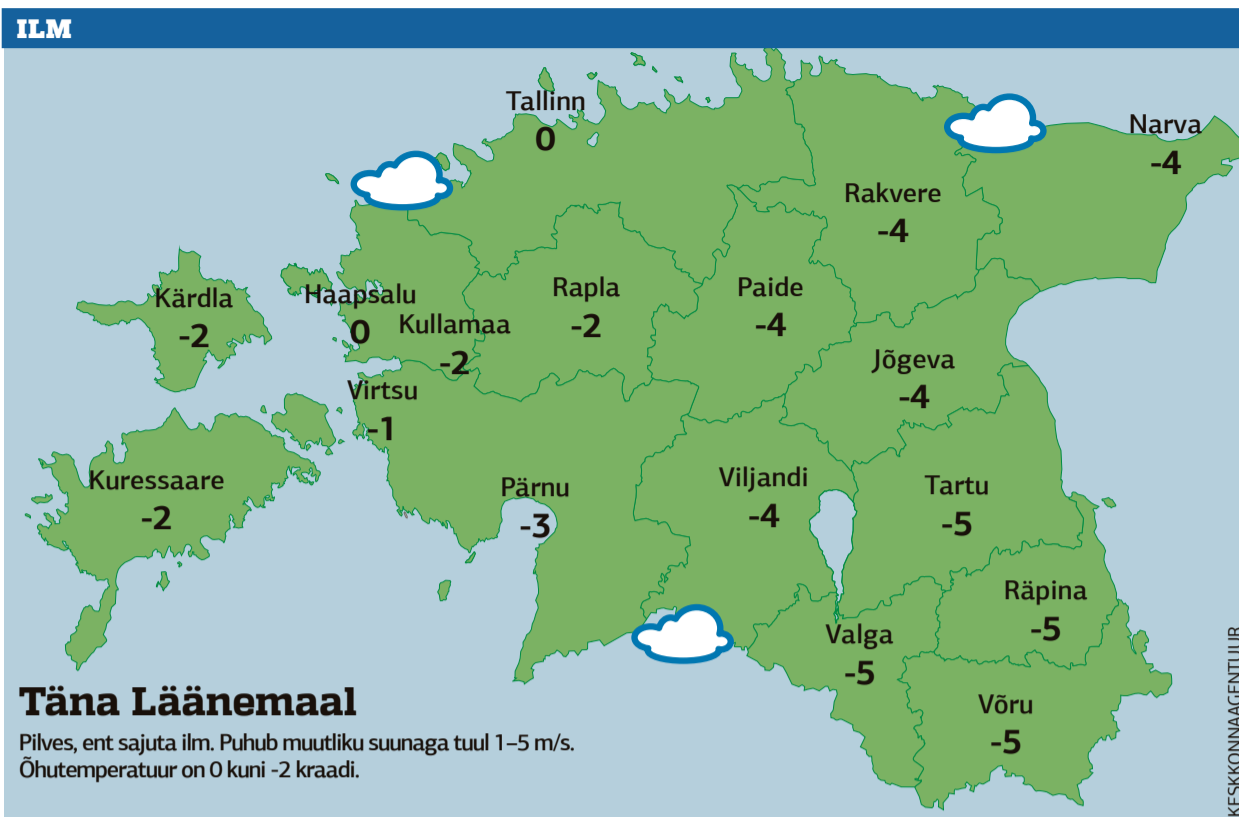 ILM
Tallinn
0
Narva
-4
Rakvere
-4
Kärdla
-2
Haapsalu
0
Kullamaa
-2
Rapla
-2
Paide
-4
Jõgeva
-4
Virtsu
-1
Kuressaare
-2
Pärnu
-3
Viljandi
-4
Tartu
-5
Räpina
-5
Valga
-5
Võru
-5
Täna Läänemaal
Pilves, ent sajuta ilm. Puhub muutliku suunaga tuul 1–5 m/s.
Õhutemperatuur on 0 kuni -2 kraadi.
KESKKONNAAGENTUUR